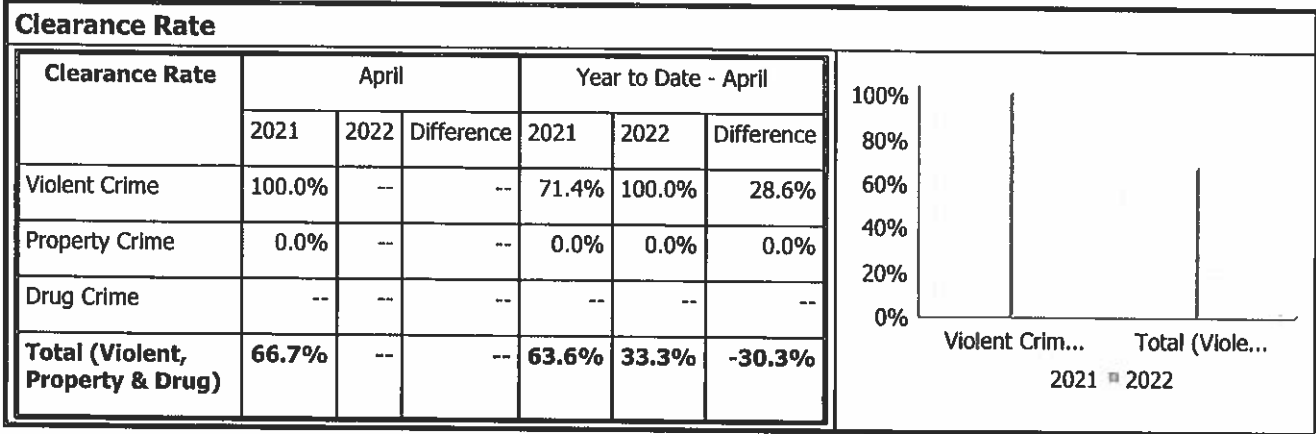 Clearance Rate
Clearance Rate April Year to Date - April
2021 2022 Difference 2021 2022 Difference
Violent Crime 100.0% -- -- 71.4% 100.0% 28.6%
Property Crime 0.0% -- -- 0.0% 0.0% 0.0%
Drug Crime -- -- -- -- -- --
Total (Violent,
Property & Drug) 66.7% -- -- 63.6% 33.3% -30.3%
100%
80%
60%
40%
20%
0%
Violent Crim... Total (Viole...
2021 2022